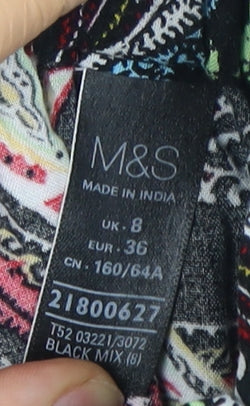 M&S
MADE IN INDIA
UK - 8
EUR - 36
CN - 160/64A
21800627
T52 03221/3072
BLACK MIX (8)